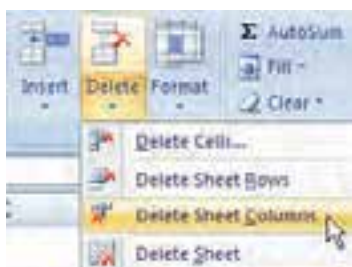 Insert Delete Format
Σ AutoSum
Fill
Clear
Delete Cells...
Delete Sheet Rows
Delete Sheet Columns
Delete Sheet